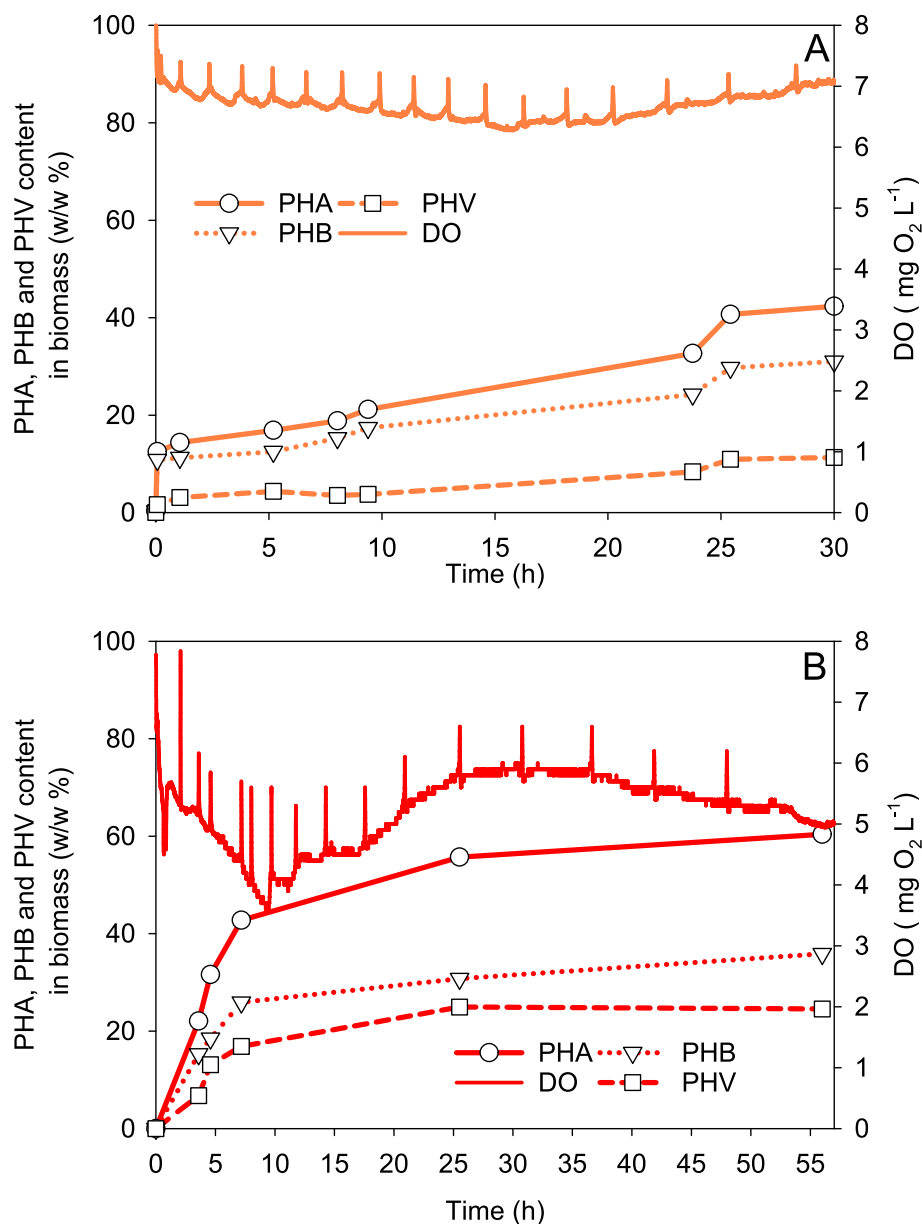 A
PHA, PHB and PHV content
in biomass (w/w %)
100
80
60
40
20
0
PHA
PHV
PHB
DO
8
7
6
5
4
3
2
1
0
DO ( mg O₂ L⁻¹)
0 5 10 15 20 25 30
Time (h)
B
PHA, PHB and PHV content
in biomass (w/w %)
100
80
60
40
20
0
PHA
PHB
DO
PHV
8
7
6
5
4
3
2
1
0
DO ( mg O₂ L⁻¹)
0 5 10 15 20 25 30 35 40 45 50 55
Time (h)